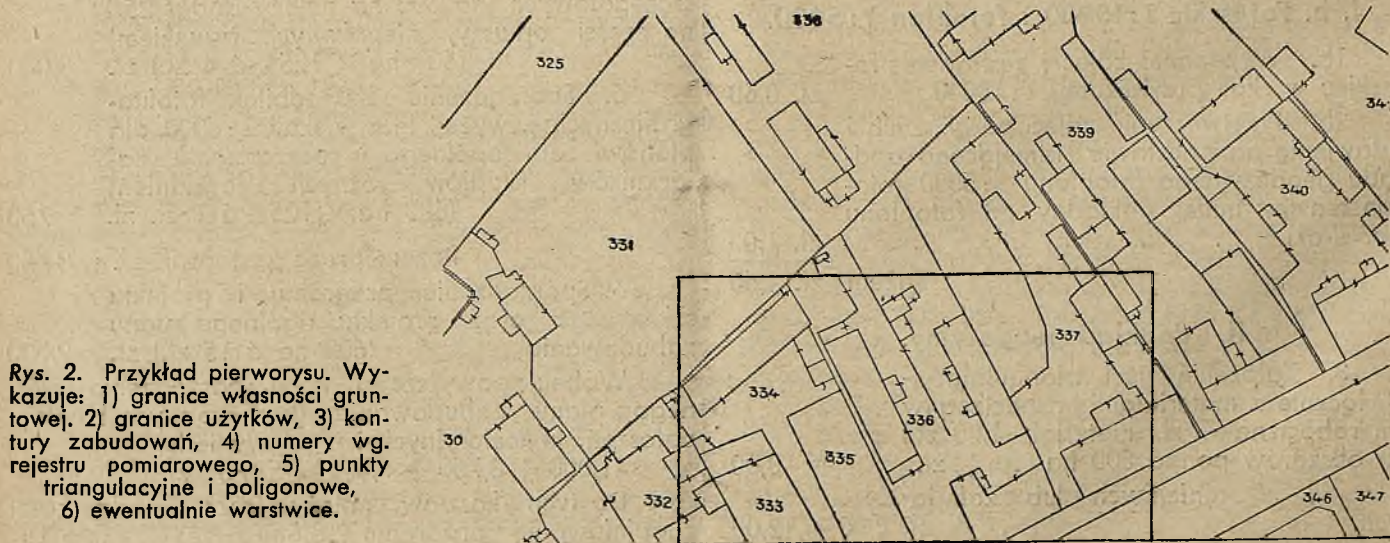 Rys. 2. Przykład pierworysu. Wy-
kazuje: 1) granice własności grun-
towej. 2) granice użytków, 3) kon-
tury zabudowań, 4) numery wg.
rejestru pomiarowego, 5) punkty
triangulacyjne i poligonowe,
6) ewentualnie warstwice.
325
338
331
339
340
337
334
336
335
30
332
333
346
347